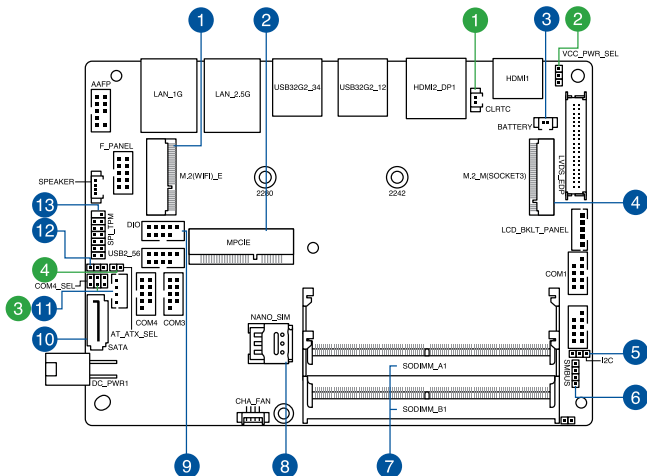 1
2
1
3
2
VCC_PWR_SEL
AAFP
LAN_1G
LAN_2.5G
USB32G2_34
USB32G2_12
HDMI2_DP1
HDMI1
CLRTC
BATTERY
F_PANEL
LVDS_EDP
SPEAKER
M,2(WIFI)_E
2280
2242
M,2_M(SOCKET3)
4
13
SPI_TPM
DIO
12
MPCIE
LCD_BKLT_PANEL
USB2_56
4
COM1
COM4_SEL
3
11
COM4
COM3
NANO_SIM
10
AT_ATX_SEL
SATA
5
I2C
SODIMM_A1
SMBUS
DC_PWR1
6
CHA_FAN
SODIMM_B1
9
8
7